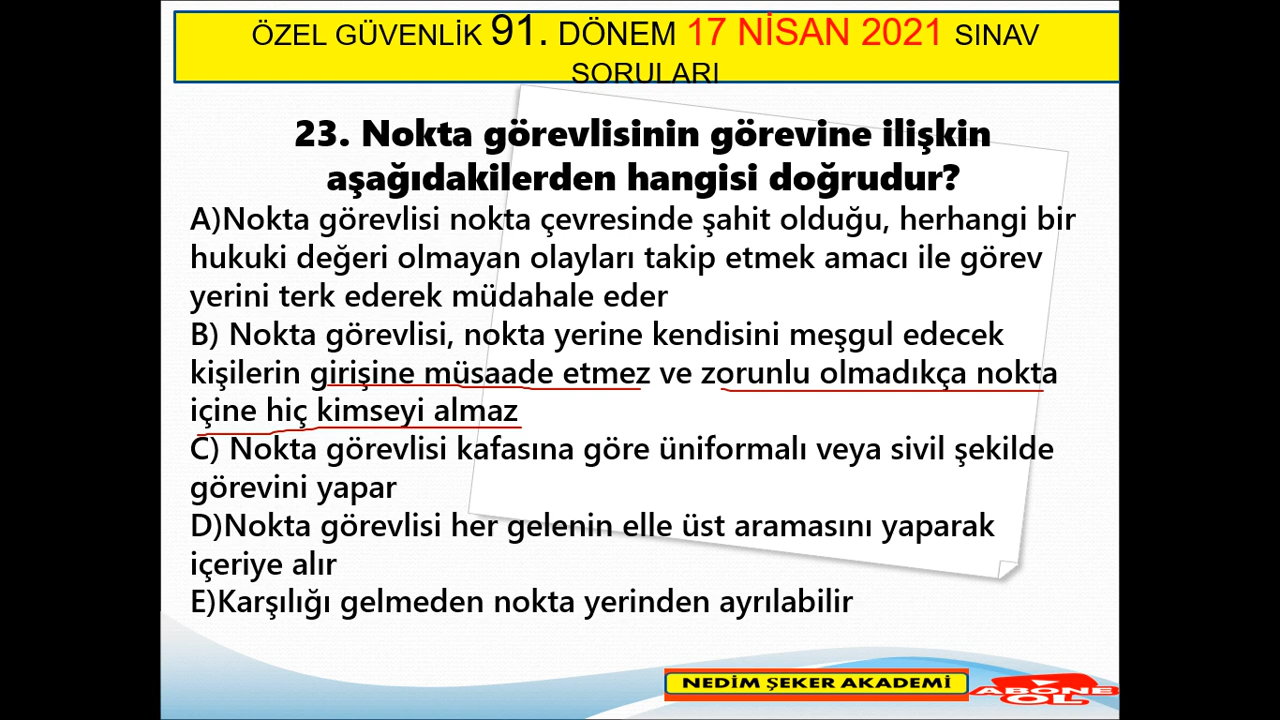 ÖZEL GÜVENLİK 91. DÖNEM 17 NİSAN 2021 SINAV
SORULARI
23. Nokta görevlisinin görevine ilişkin
aşağıdakilerden hangisi doğrudur?
A)Nokta görevlisi nokta çevresinde şahit olduğu, herhangi bir
hukuki değeri olmayan olayları takip etmek amacı ile görev
yerini terk ederek müdahale eder
B) Nokta görevlisi, nokta yerine kendisini meşgul edecek
kişilerin girişine müsaade etmez ve zorunlu olmadıkça nokta
içine hiç kimseyi almaz
C) Nokta görevlisi kafasına göre üniformalı veya sivil şekilde
görevini yapar
D)Nokta görevlisi her gelenin elle üst aramasını yaparak
içeriye alır
E)Karşılığı gelmeden nokta yerinden ayrılabilir
NEDİM ŞEKER AKADEMİ
ABONE
OL